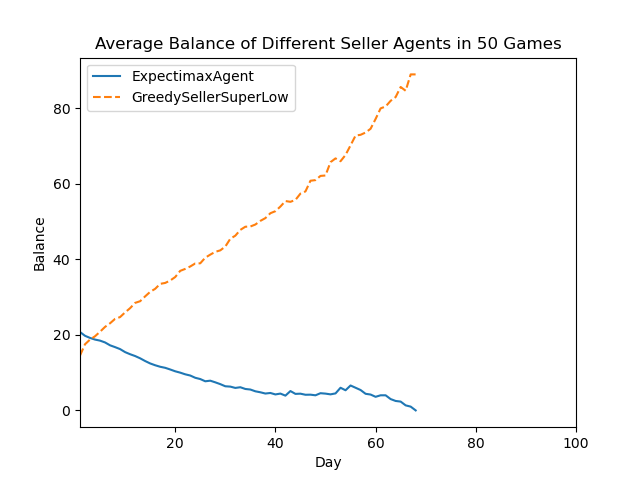 Average Balance of Different Seller Agents in 50 Games
ExpectimaxAgent
GreedySellerSuperLow
80
60
40
20
0
Balance
20 40 60 80 100
Day